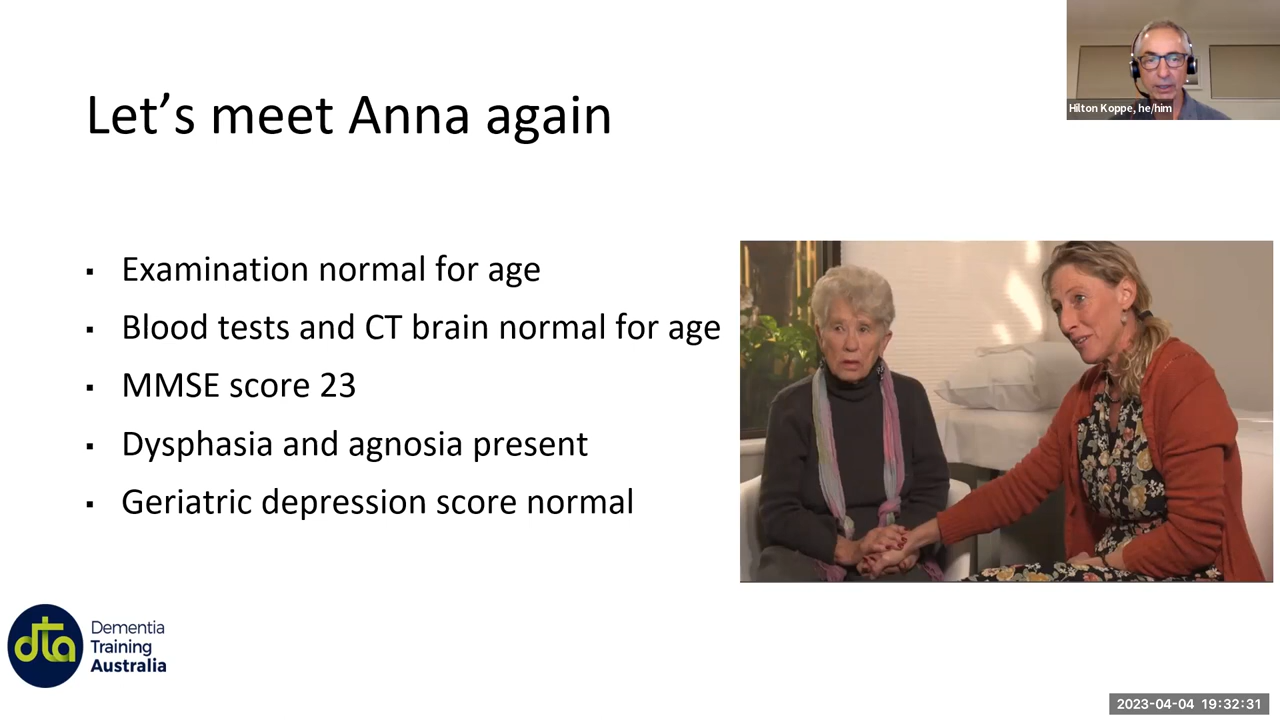 Hilton Koppe, he/him
Let's meet Anna again
▪ Examination normal for age
▪ Blood tests and CT brain normal for age
▪ MMSE score 23
▪ Dysphasia and agnosia present
▪ Geriatric depression score normal
dta
Dementia
Training
Australia
2023-04-04 19:32:31